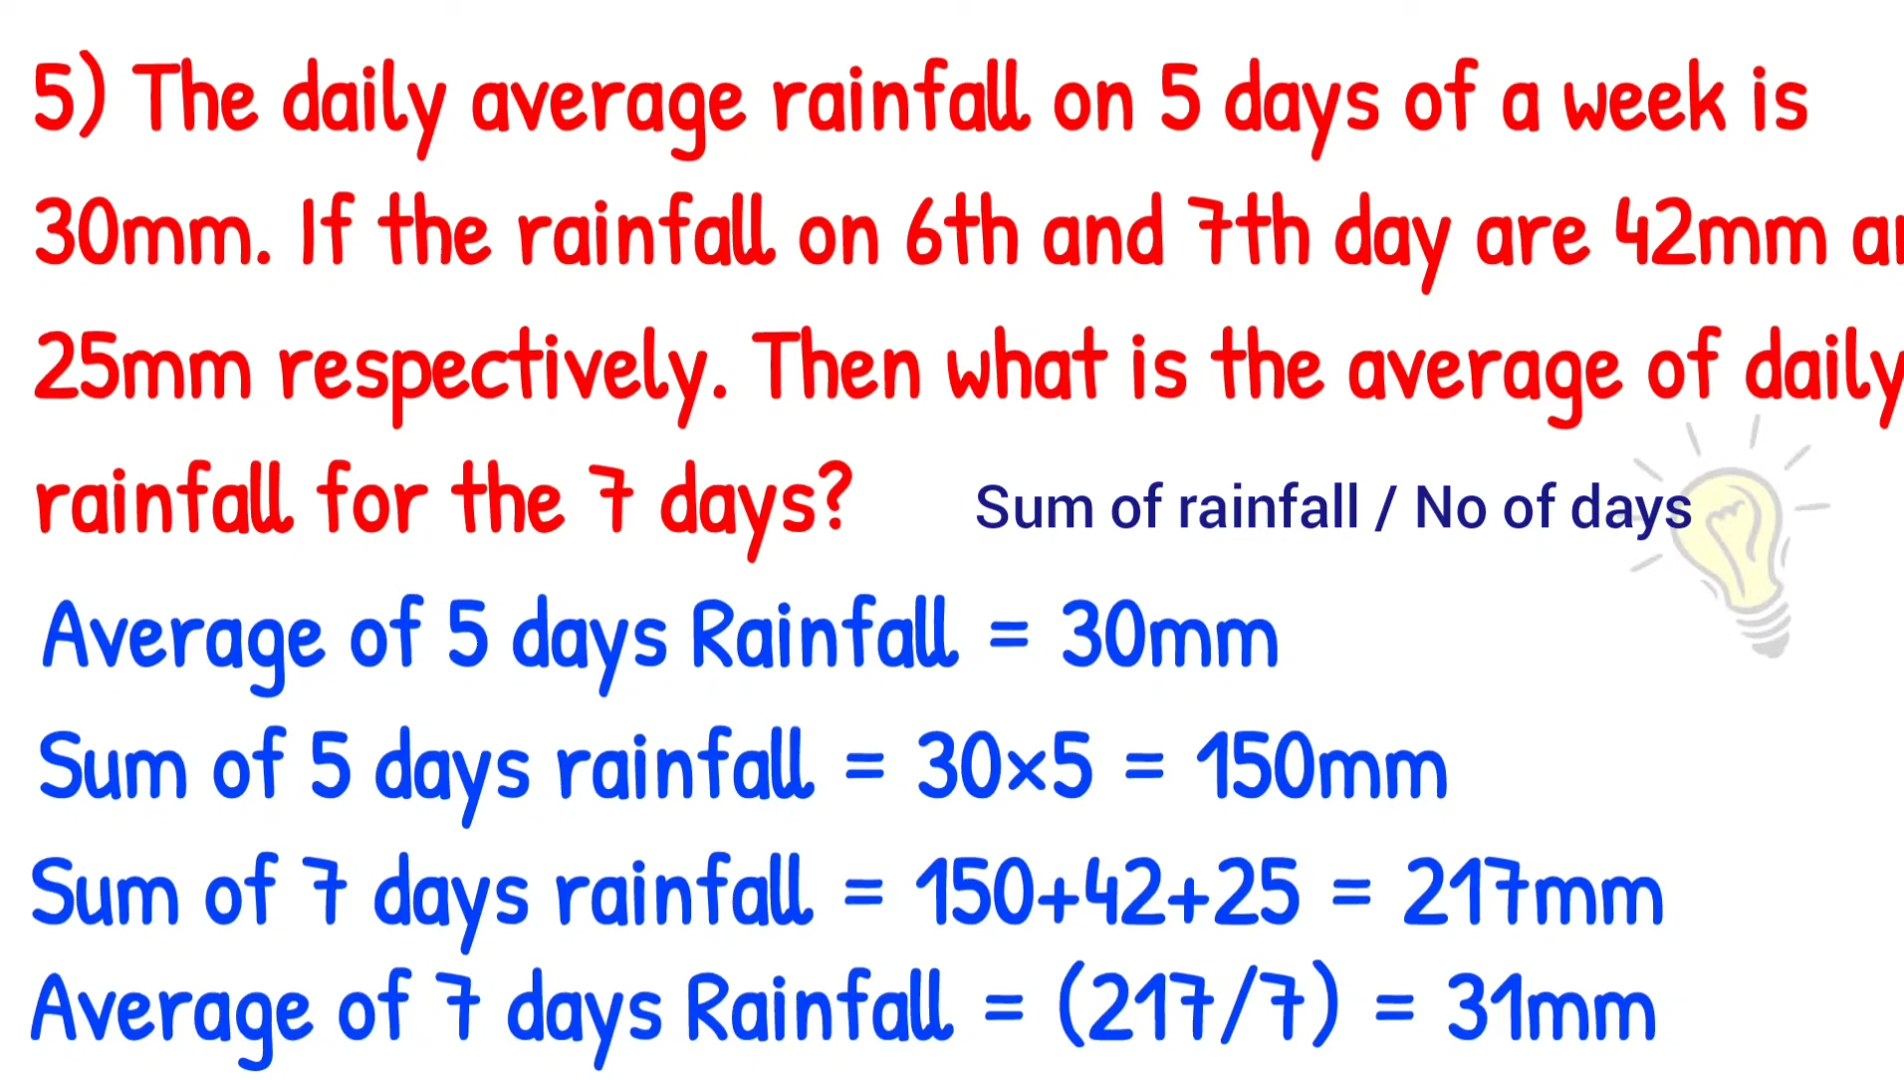 5) The daily average rainfall on 5 days of a week is
30mm. If the rainfall on 6th and 7th day are 42mm
25mm respectively. Then what is the average of daily
rainfall for the 7 days?
Sum of rainfall / No of days
Average of 5 days Rainfall = 30mm
Sum of 5 days rainfall = 30×5 = 150mm
Sum of 7 days rainfall = 150+42+25 = 217mm
Average of 7 days Rainfall = (217/7) = 31mm